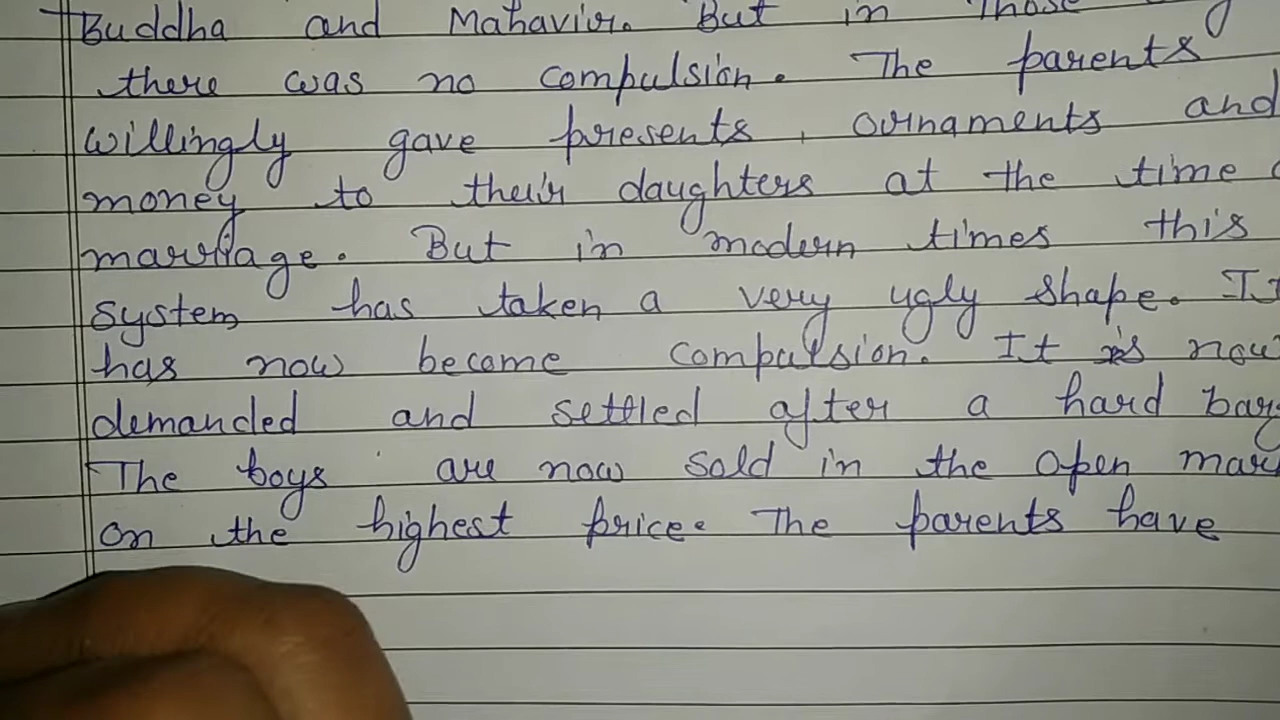 Buddha and Mahavir. But in those
there was no compulsion. The parents
willingly gave presents, ornaments and
money to their daughters at the time
marriage. But in modern times this
system has taken a very ugly shape. It
has now become compulsion. It is now
demanded and settled after a hard
The boys are now sold in the open
on the highest price. The parents have